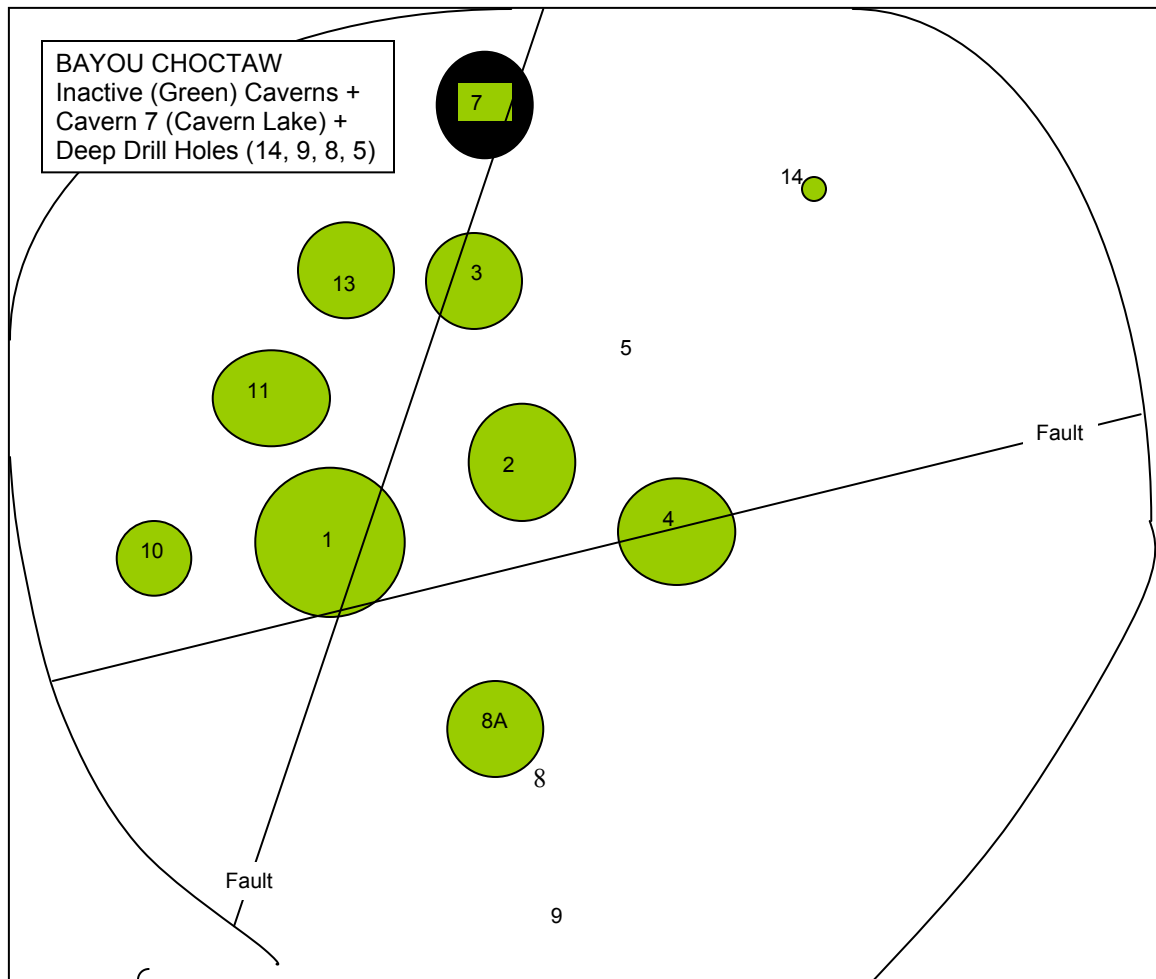 BAYOU CHOCTAW
Inactive (Green) Caverns +
Cavern 7 (Cavern Lake) +
Deep Drill Holes (14, 9, 8, 5)
7
14
13
3
5
11
Fault
2
4
1
10
8A
8
Fault
9